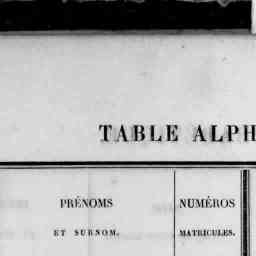 TABLE ALPH
PRÉNOMS
ET SURNOM.
NUMÉROS
MATRICULES.